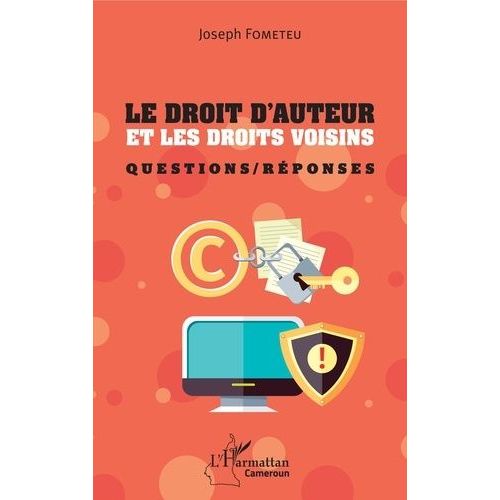 Joseph FOMETEU
LE DROIT D'AUTEUR
ET LES DROITS VOISINS
QUESTIONS/RÉPONSES
©
!
L'Harmattan
Cameroun